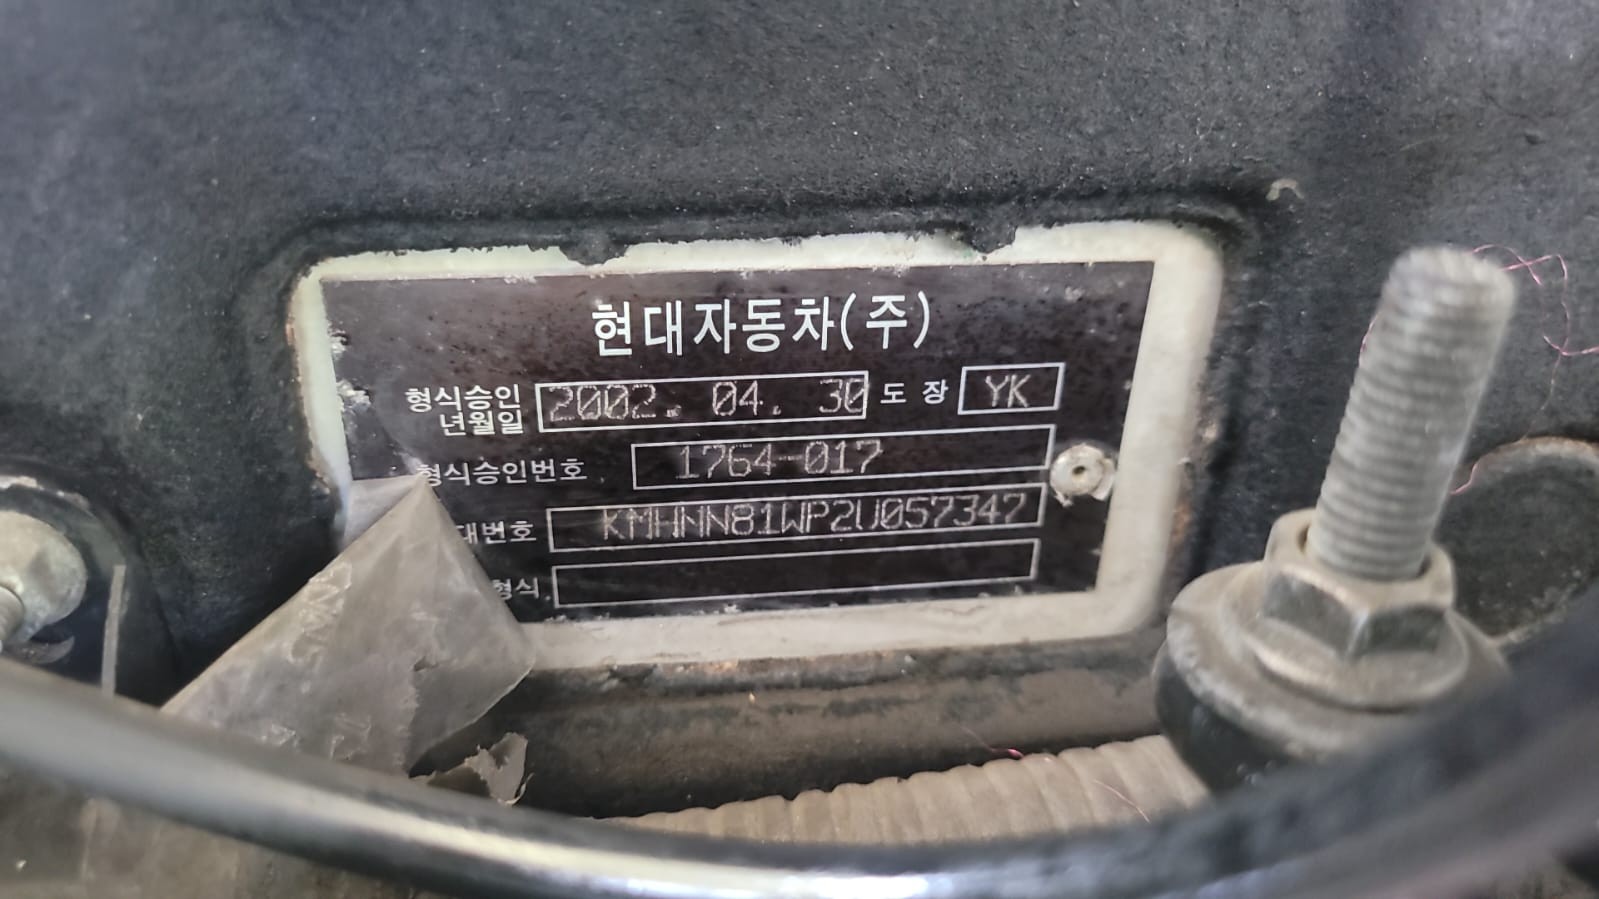 현대자동차(주)
형식승인
년월일 2002. 04. 30 도 장 YK
형식승인번호 1764-017
대번호 KMHNN81WP2U057347
형식